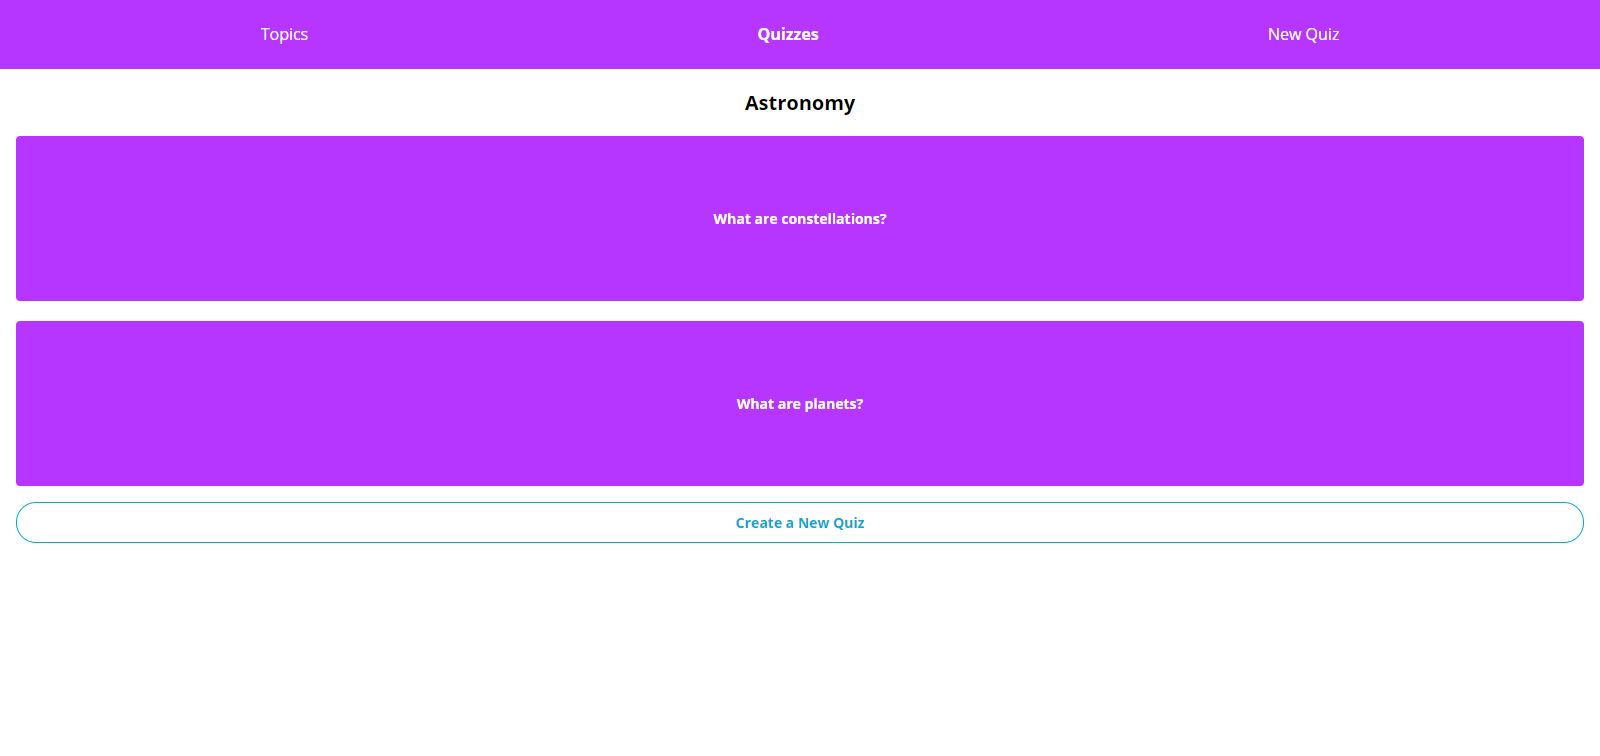 Topics
Quizzes
New Quiz
Astronomy
What are constellations?
What are planets?
Create a New Quiz